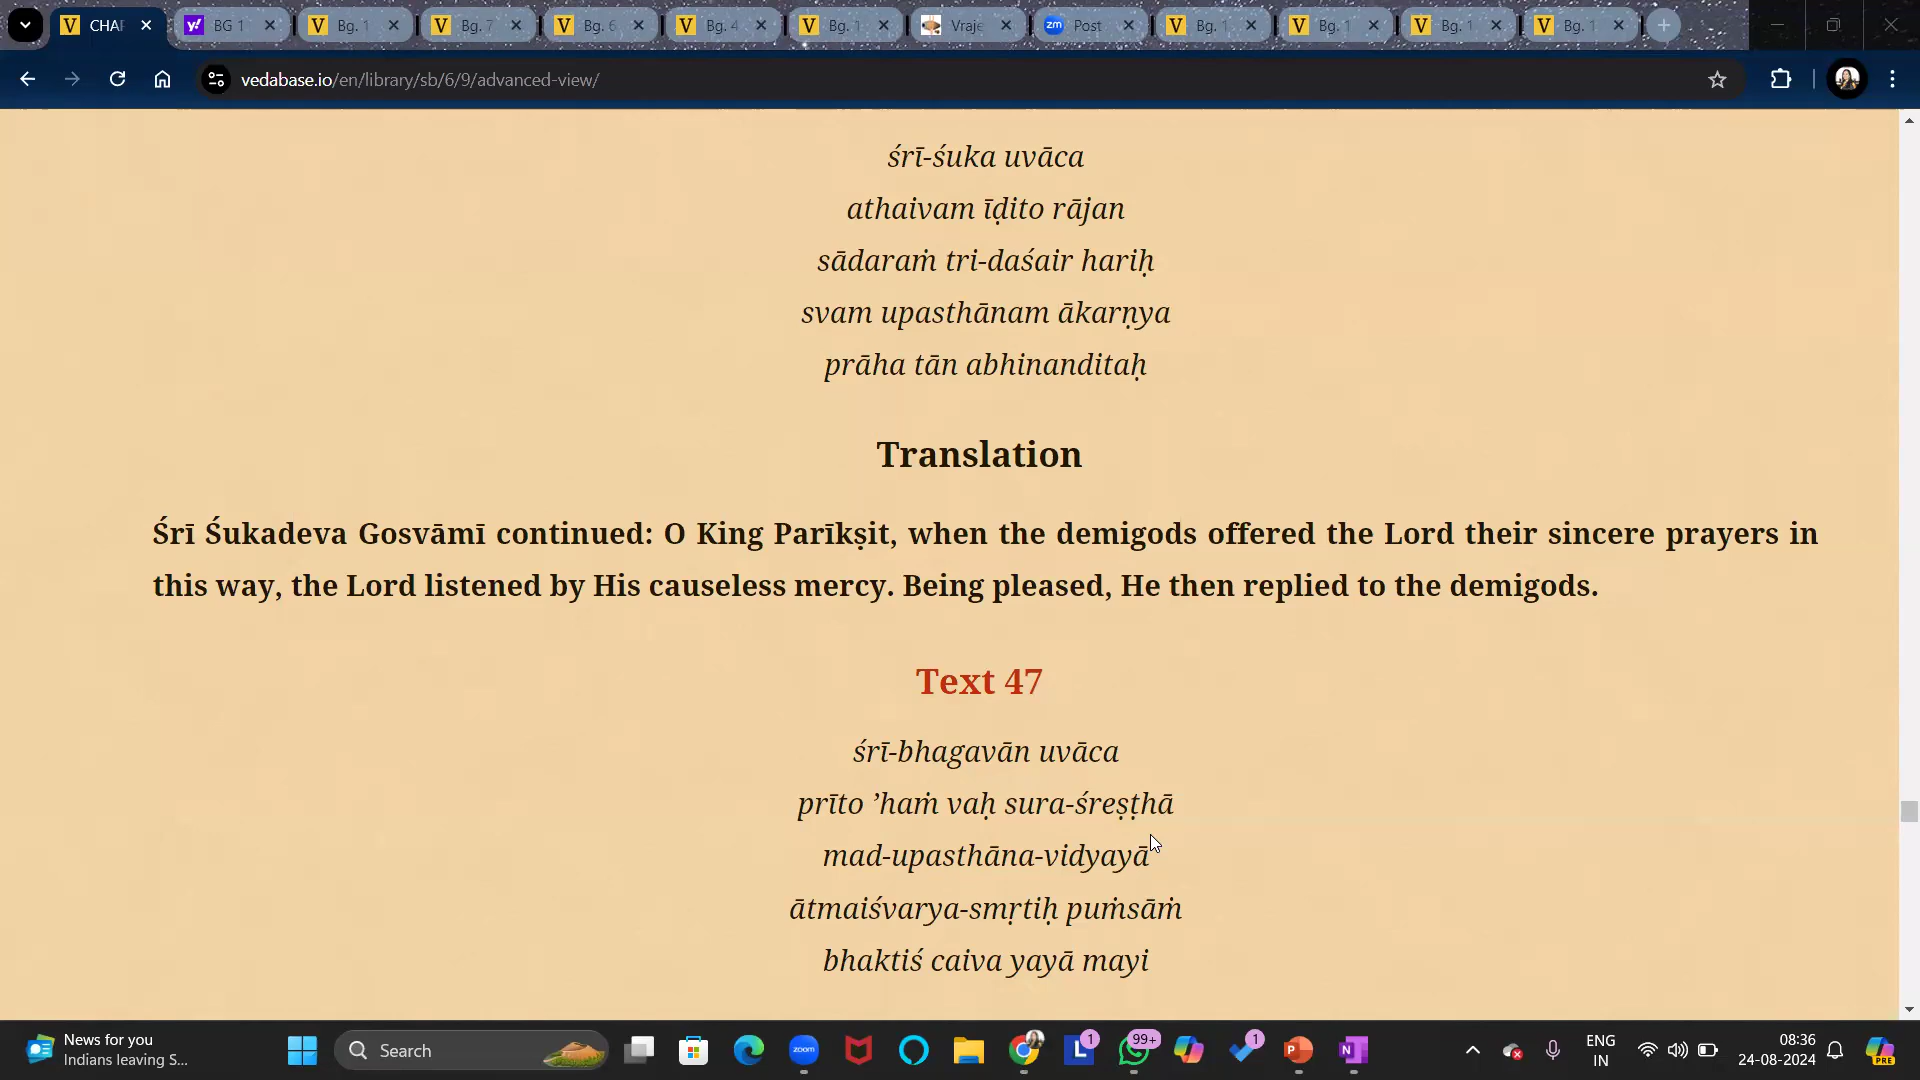 CHAP
BG 1
Bg. 1
Bg. 7
Bg. 6
Bg. 4
Bg. 1
Vraje
Post
Bg. 1
Bg. 1
Bg. 1
Bg. 1
vedabase.io/en/library/sb/6/9/advanced-view/
śrī-śuka uvāca
athaivam īḍito rājan
sādaraṁ tri-daśair hariḥ
svam upasthānam ākarṇya
prāha tān abhinanditaḥ
Translation
Śrī Śukadeva Gosvāmī continued: O King Parīkṣit, when the demigods offered the Lord their sincere prayers in
this way, the Lord listened by His causeless mercy. Being pleased, He then replied to the demigods.
Text 47
śrī-bhagavān uvāca
prīto ’haṁ vaḥ sura-śreṣṭhā
mad-upasthāna-vidyayā
ātmaiśvarya-smṛtiḥ puṁsāṁ
bhaktiś caiva yayā mayi
News for you
Indians leaving S...
Search
zoom
1
99+
1
ENG
IN
08:36
24-08-2024
PRE